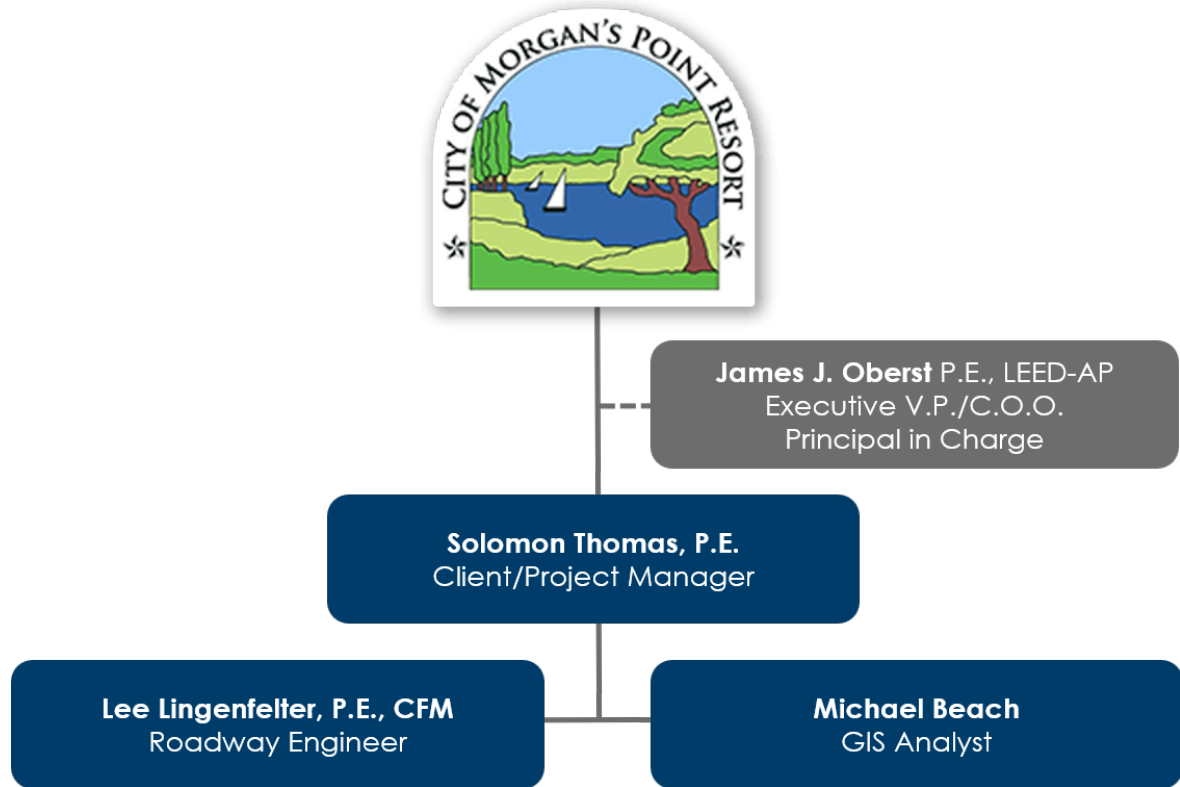 CITY OF MORGAN'S POINT RESORT
James J. Oberst P.E., LEED-AP
Executive V.P./C.O.O.
Principal in Charge
Solomon Thomas, P.E.
Client/Project Manager
Lee Lingenfelter, P.E., CFM
Roadway Engineer
Michael Beach
GIS Analyst